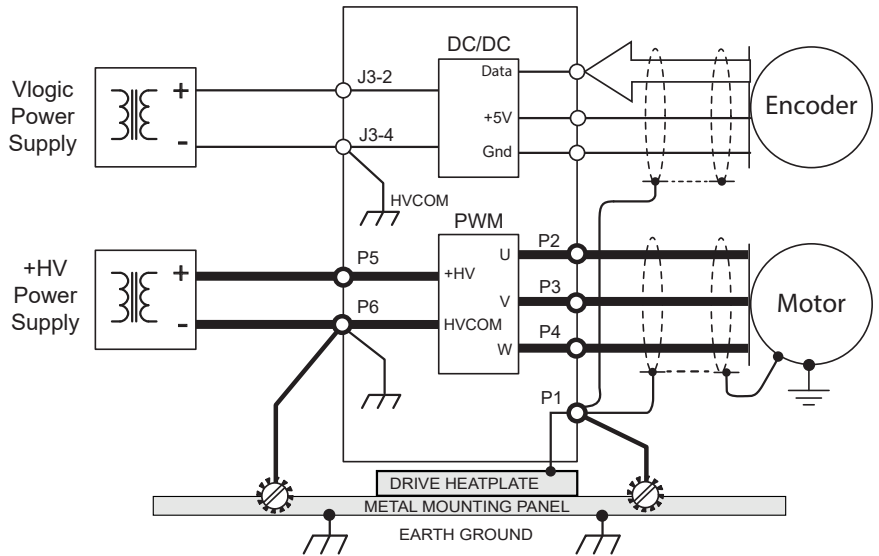 DC/DC
Vlogic
Power
Supply
+
-
J3-2
J3-4
HVCOM
Data
+5V
Gnd
Encoder
PWM
+HV
Power
Supply
+
-
P5
P6
+HV
HVCOM
U
V
W
P2
P3
P4
P1
Motor
DRIVE HEATPLATE
METAL MOUNTING PANEL
EARTH GROUND